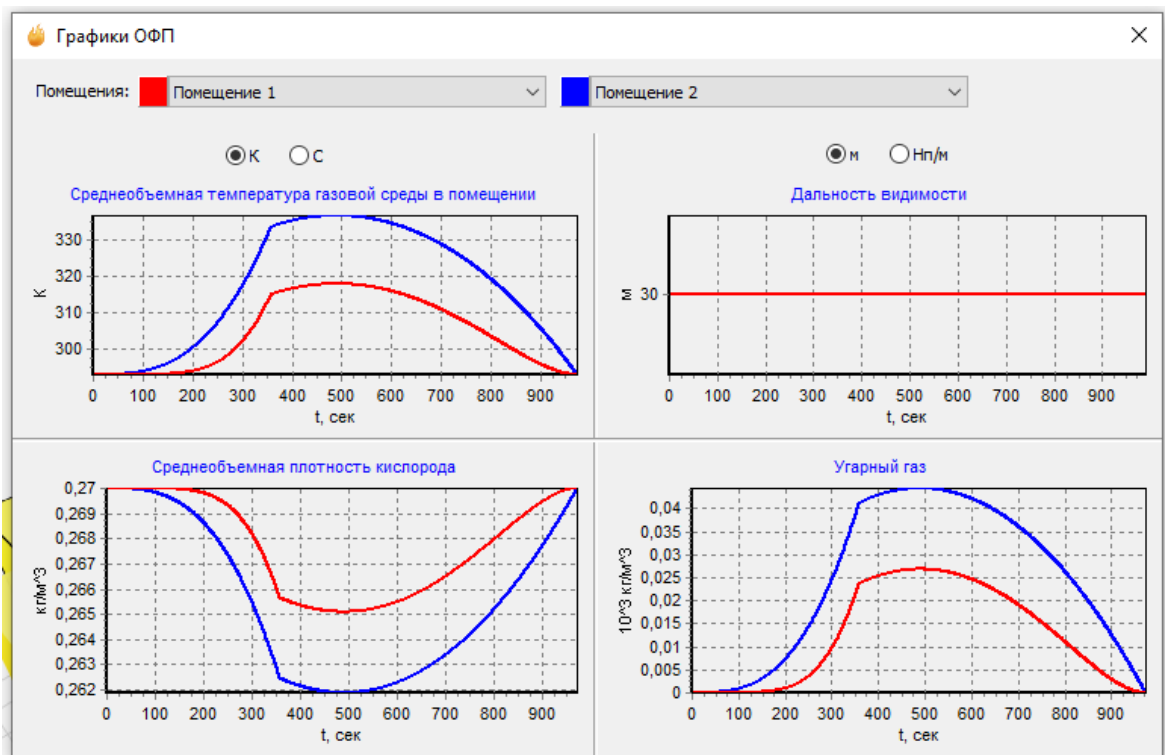 Графики ОФП
Помещения: Помещение 1 Помещение 2
К С
м Нп/м
Среднеобъемная температура газовой среды в помещении
К
330
320
310
300
0 100 200 300 400 500 600 700 800 900
t, сек
Дальность видимости
м
30
0 100 200 300 400 500 600 700 800 900
t, сек
Среднеобъемная плотность кислорода
кг/м^3
0,27
0,269
0,268
0,267
0,266
0,265
0,264
0,263
0,262
0 100 200 300 400 500 600 700 800 900
t, сек
Угарный газ
10^3 кг/м^3
0,04
0,035
0,03
0,025
0,02
0,015
0,01
0,005
0
0 100 200 300 400 500 600 700 800 900
t, сек